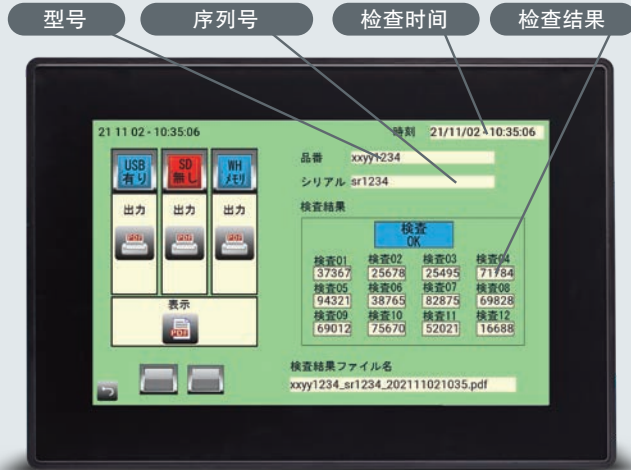 型号
序列号
检查时间
检查结果
21 11 02 - 10:35:06
時刻 21/11/02 - 10:35:06
USB
有り
SD
無し
WH
メモリ
出力 出力 出力
PDF PDF PDF
表示
PDF
品番 xxyy1234
シリアル sr1234
検査結果
検査
OK
検査01 検査02 検査03 検査04
37367 25678 25495 71784
検査05 検査06 検査07 検査08
94321 38765 82875 69828
検査09 検査10 検査11 検査12
69012 75670 52021 16688
検査結果ファイル名
xxyy1234_sr1234_202111021035.pdf